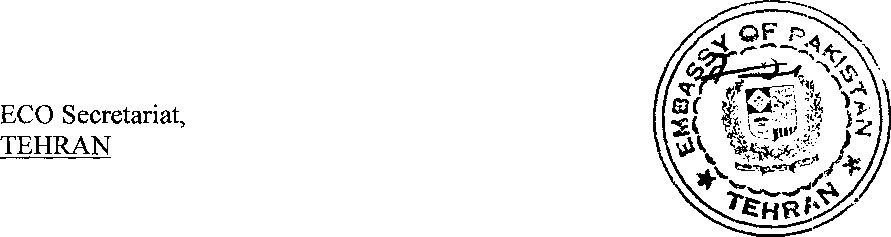 ECO Secretariat,
TEHRAN
EMBASSY OF PAKISTAN
★ TEHRAN ★